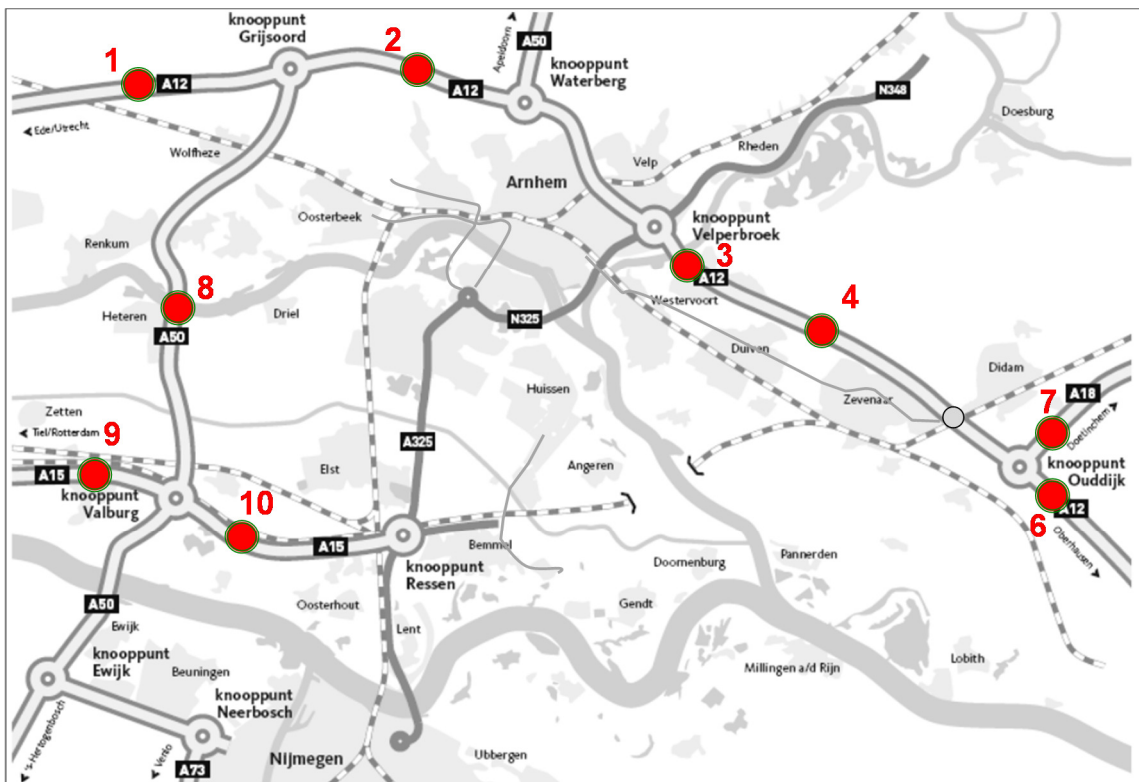 knooppunt
Grijsoord
1
2
A12
A12
Apeldoorn
A50
knooppunt
Waterberg
N348
Doesburg
Ede/Utrecht
Wolfheze
Velp
Rheden
Arnhem
Oosterbeek
knooppunt
Velperbroek
3
A12
Renkum
8
Heteren
A50
Driel
N325
Westervoort
4
Duiven
Didam
Zevenaar
7
A18
Doetinchem
Huissen
Zetten
Tiel/Rotterdam
9
A15
knooppunt
Valburg
Elst
A325
Angeren
knooppunt
Ouddijk
6
A12
Oberhausen
10
A15
Bemmel
knooppunt
Ressen
Doornenburg
Pannerden
A50
Oosterhout
Gendt
Ewijk
Lent
knooppunt
Ewijk
Beuningen
Millingen a/d Rijn
Lobith
knooppunt
Neerbosch
's-Hertogenbosch
Venlo
A73
Nijmegen
Ubbergen